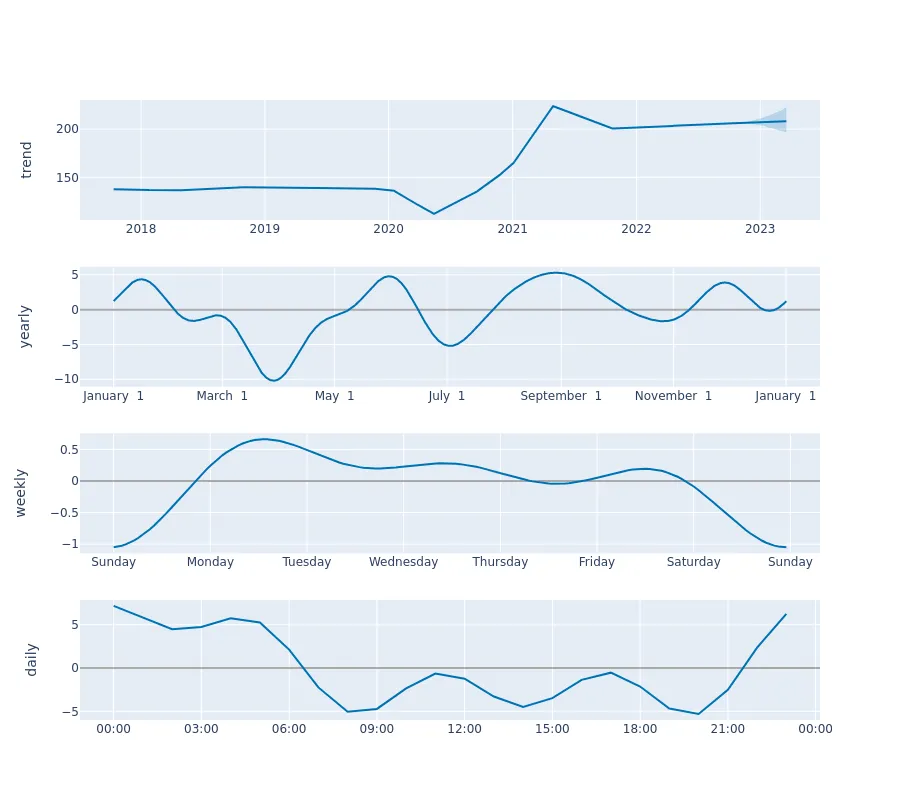 trend
200
150
2018 2019 2020 2021 2022 2023
yearly
5
0
−5
−10
January 1 March 1 May 1 July 1 September 1 November 1 January 1
weekly
0.5
0
−0.5
−1
Sunday Monday Tuesday Wednesday Thursday Friday Saturday Sunday
daily
5
0
−5
00:00 03:00 06:00 09:00 12:00 15:00 18:00 21:00 00:00